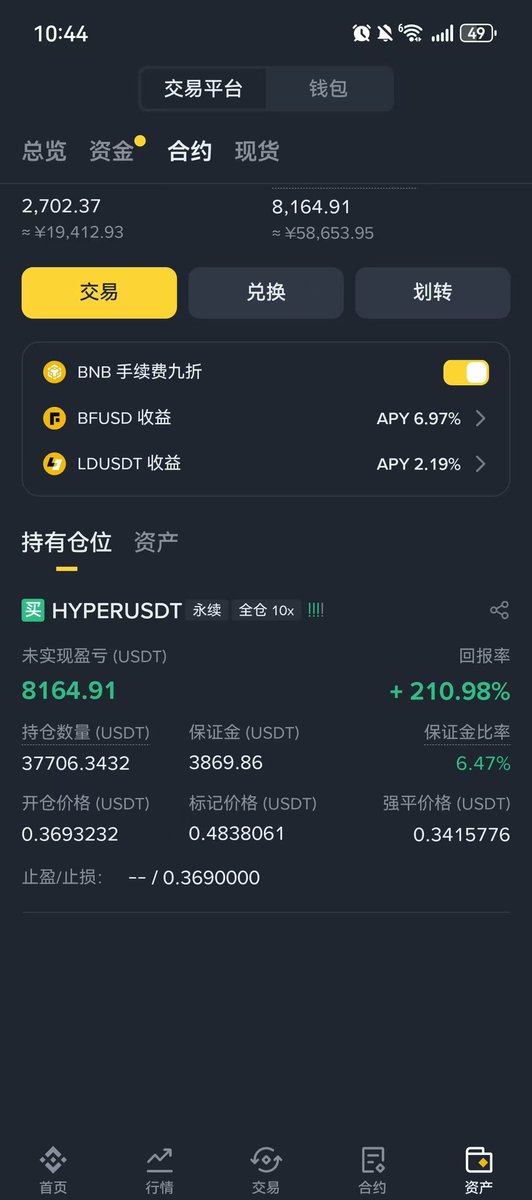 10:44
6
49
交易平台 钱包
总览 资金 合约 现货
2,702.37 8,164.91
≈ ¥19,412.93 ≈ ¥58,653.95
交易 兑换 划转
BNB 手续费九折
BFUSD 收益 APY 6.97%
LDUSDT 收益 APY 2.19%
持有仓位 资产
买 HYPERUSDT 永续 全仓 10x !!!!
未实现盈亏 (USDT) 回报率
8164.91 + 210.98%
持仓数量 (USDT) 保证金 (USDT) 保证金比率
37706.3432 3869.86 6.47%
开仓价格 (USDT) 标记价格 (USDT) 强平价格 (USDT)
0.3693232 0.4838061 0.3415776
止盈/止损: -- / 0.3690000
首页 行情 交易 合约 资产